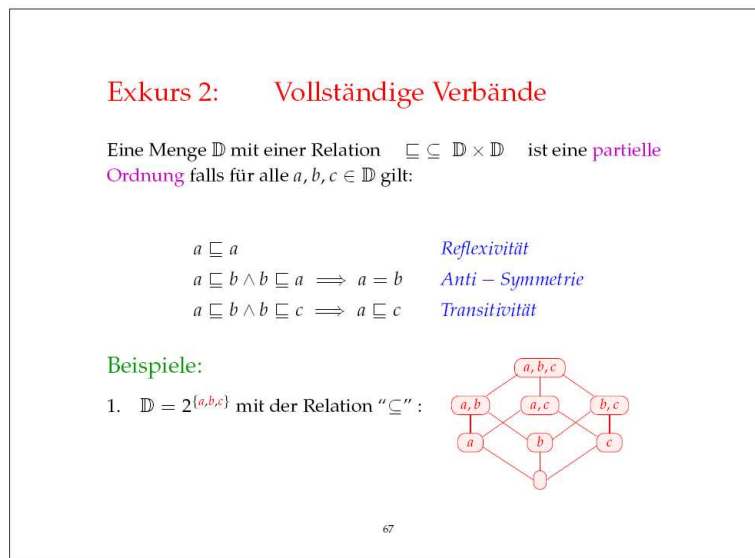 Exkurs 2: Vollständige Verbände
Eine Menge 𝔻 mit einer Relation ⊑ ⊆ 𝔻 × 𝔻 ist eine partielle
Ordnung falls für alle a, b, c ∈ 𝔻 gilt:
a ⊑ a Reflexivität
a ⊑ b ∧ b ⊑ a ⟹ a = b Anti – Symmetrie
a ⊑ b ∧ b ⊑ c ⟹ a ⊑ c Transitivität
Beispiele:
1. 𝔻 = 2^{a,b,c} mit der Relation “⊆” :
a, b, c
a, b a, c b, c
a b c
67